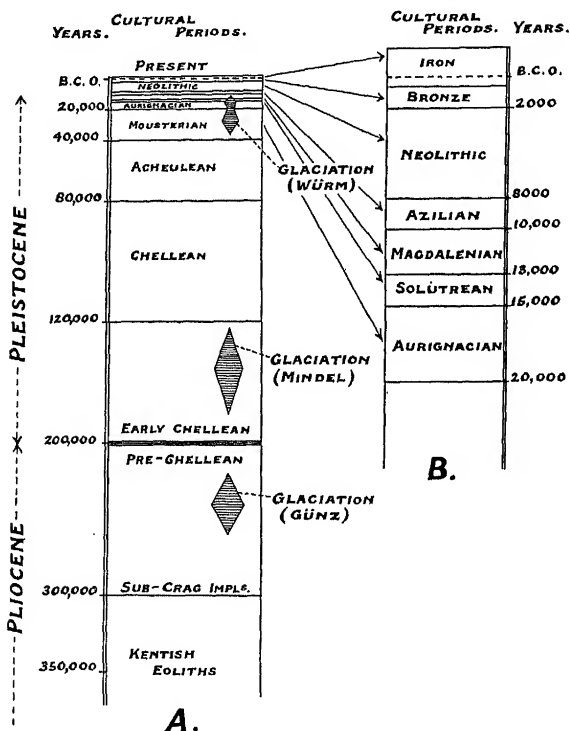 CULTURAL
YEARS. PERIODS.
PRESENT
B.C.O.
NEOLITHIC
20,000
AURIGNACIAN
MOUSTERIAN
40,000
ACHEULEAN
80,000
CHELLEAN
120,000
EARLY CHELLEAN
200,000
PRE-CHELLEAN
SUB-CRAG IMPLS.
300,000
KENTISH
EOLITHS
350,000
A.
PLEISTOCENE
PLIOCENE
GLACIATION
(WÜRM)
GLACIATION
(MINDEL)
GLACIATION
(GÜNZ)
CULTURAL
PERIODS. YEARS.
IRON
B.C.O.
BRONZE
2000
NEOLITHIC
8000
AZILIAN
10,000
MAGDALENIAN
13,000
SOLUTREAN
15,000
AURIGNACIAN
20,000
B.